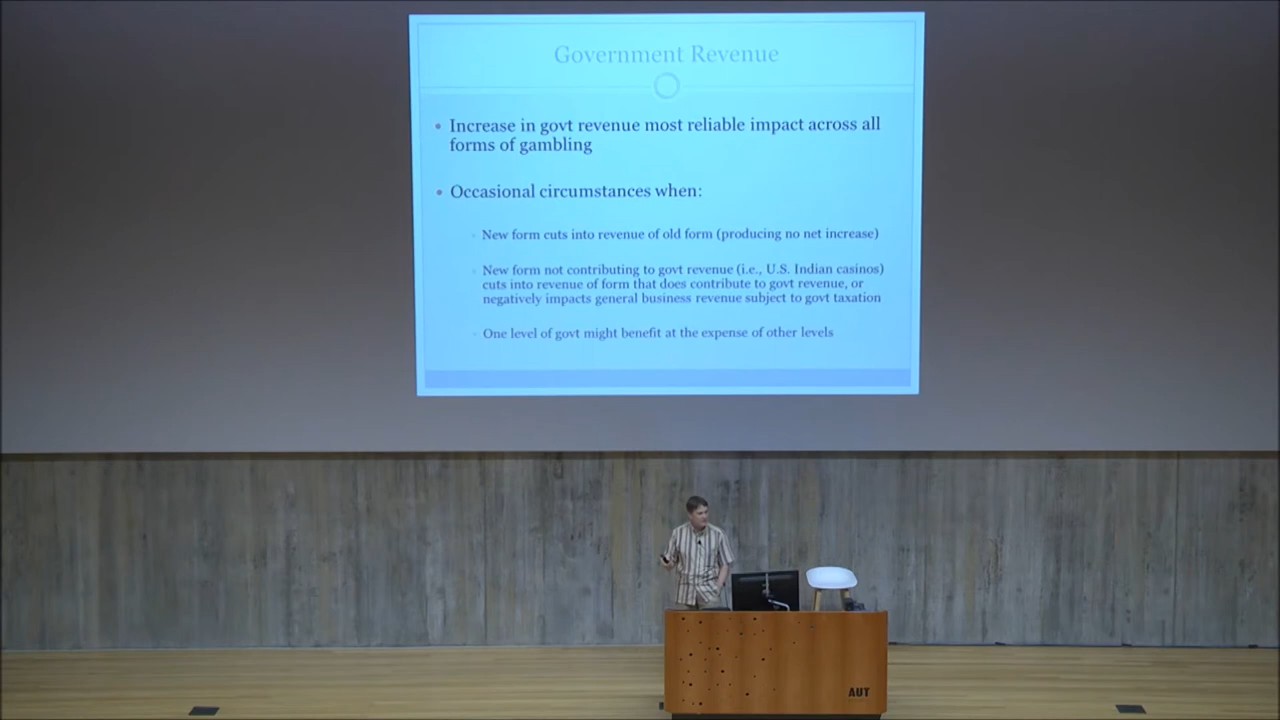 Government Revenue
Increase in govt revenue most reliable impact across all
forms of gambling
Occasional circumstances when:
New form cuts into revenue of old form (producing no net increase)
New form not contributing to govt revenue (i.e., U.S. Indian casinos)
cuts into revenue of form that does contribute to govt revenue, or
negatively impacts general business revenue subject to govt taxation
One level of govt might benefit at the expense of other levels
AUT